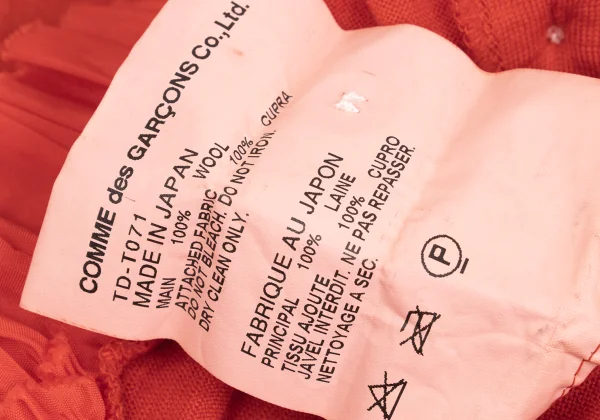 COMME des GARÇONS Co.,Ltd.
TD-T071
MADE IN JAPAN
MAIN 100% WOOL
ATTACHED FABRIC 100% CUPRA
DO NOT BLEACH, DO NOT IRON.
DRY CLEAN ONLY.
FABRIQUE AU JAPON
PRINCIPAL 100% LAINE
TISSU AJOUTE 100% CUPRO
JAVEL INTERDIT. NE PAS REPASSER.
NETTOYAGE A SEC.
P